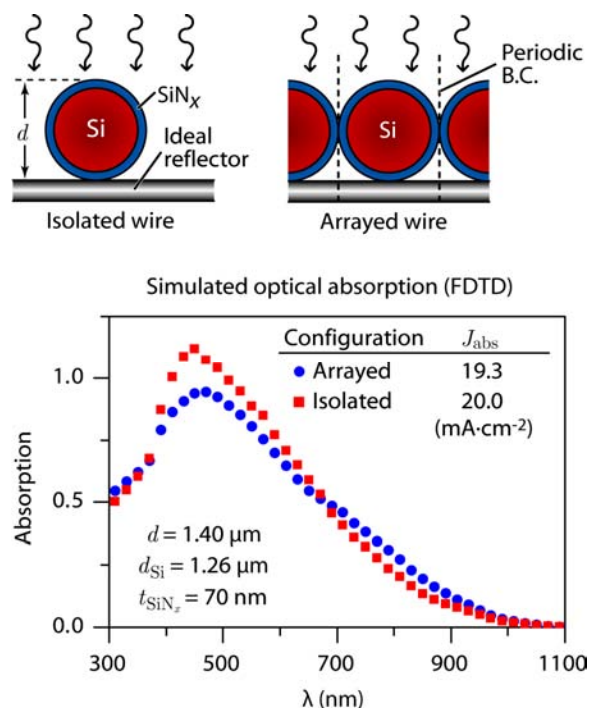 Periodic
B.C.
SiNx
d
Si
Ideal
reflector
Si
Isolated wire
Arrayed wire
Simulated optical absorption (FDTD)
Configuration Jabs
Arrayed 19.3
Isolated 20.0
(mA·cm-2)
1.0
0.5
0.0
Absorption
d = 1.40 μm
dSi = 1.26 μm
tSiNx = 70 nm
300 500 700 900 1100
λ (nm)